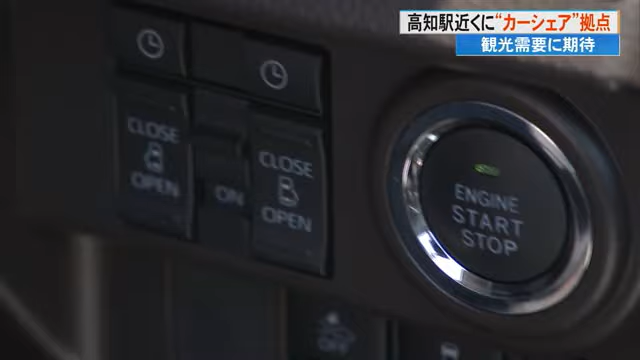 高知駅近くに"カーシェア"拠点
観光需要に期待
CLOSE
OPEN
ON
CLOSE
OPEN
ENGINE
START
STOP
OFF